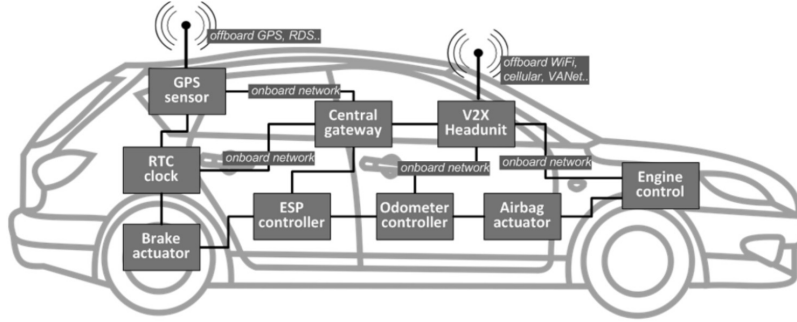 offboard GPS, RDS..
offboard WiFi,
cellular, VANet..
GPS
sensor
onboard network
Central
gateway
V2X
Headunit
RTC
clock
onboard network
onboard network
onboard network
Engine
control
ESP
controller
Odometer
controller
Airbag
actuator
Brake
actuator